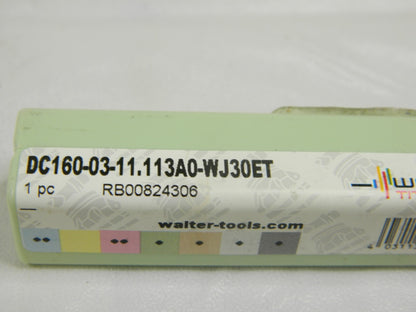 DC160-03-11.113A0-WJ30ET
1 pc RB00824306
walter-tools.com